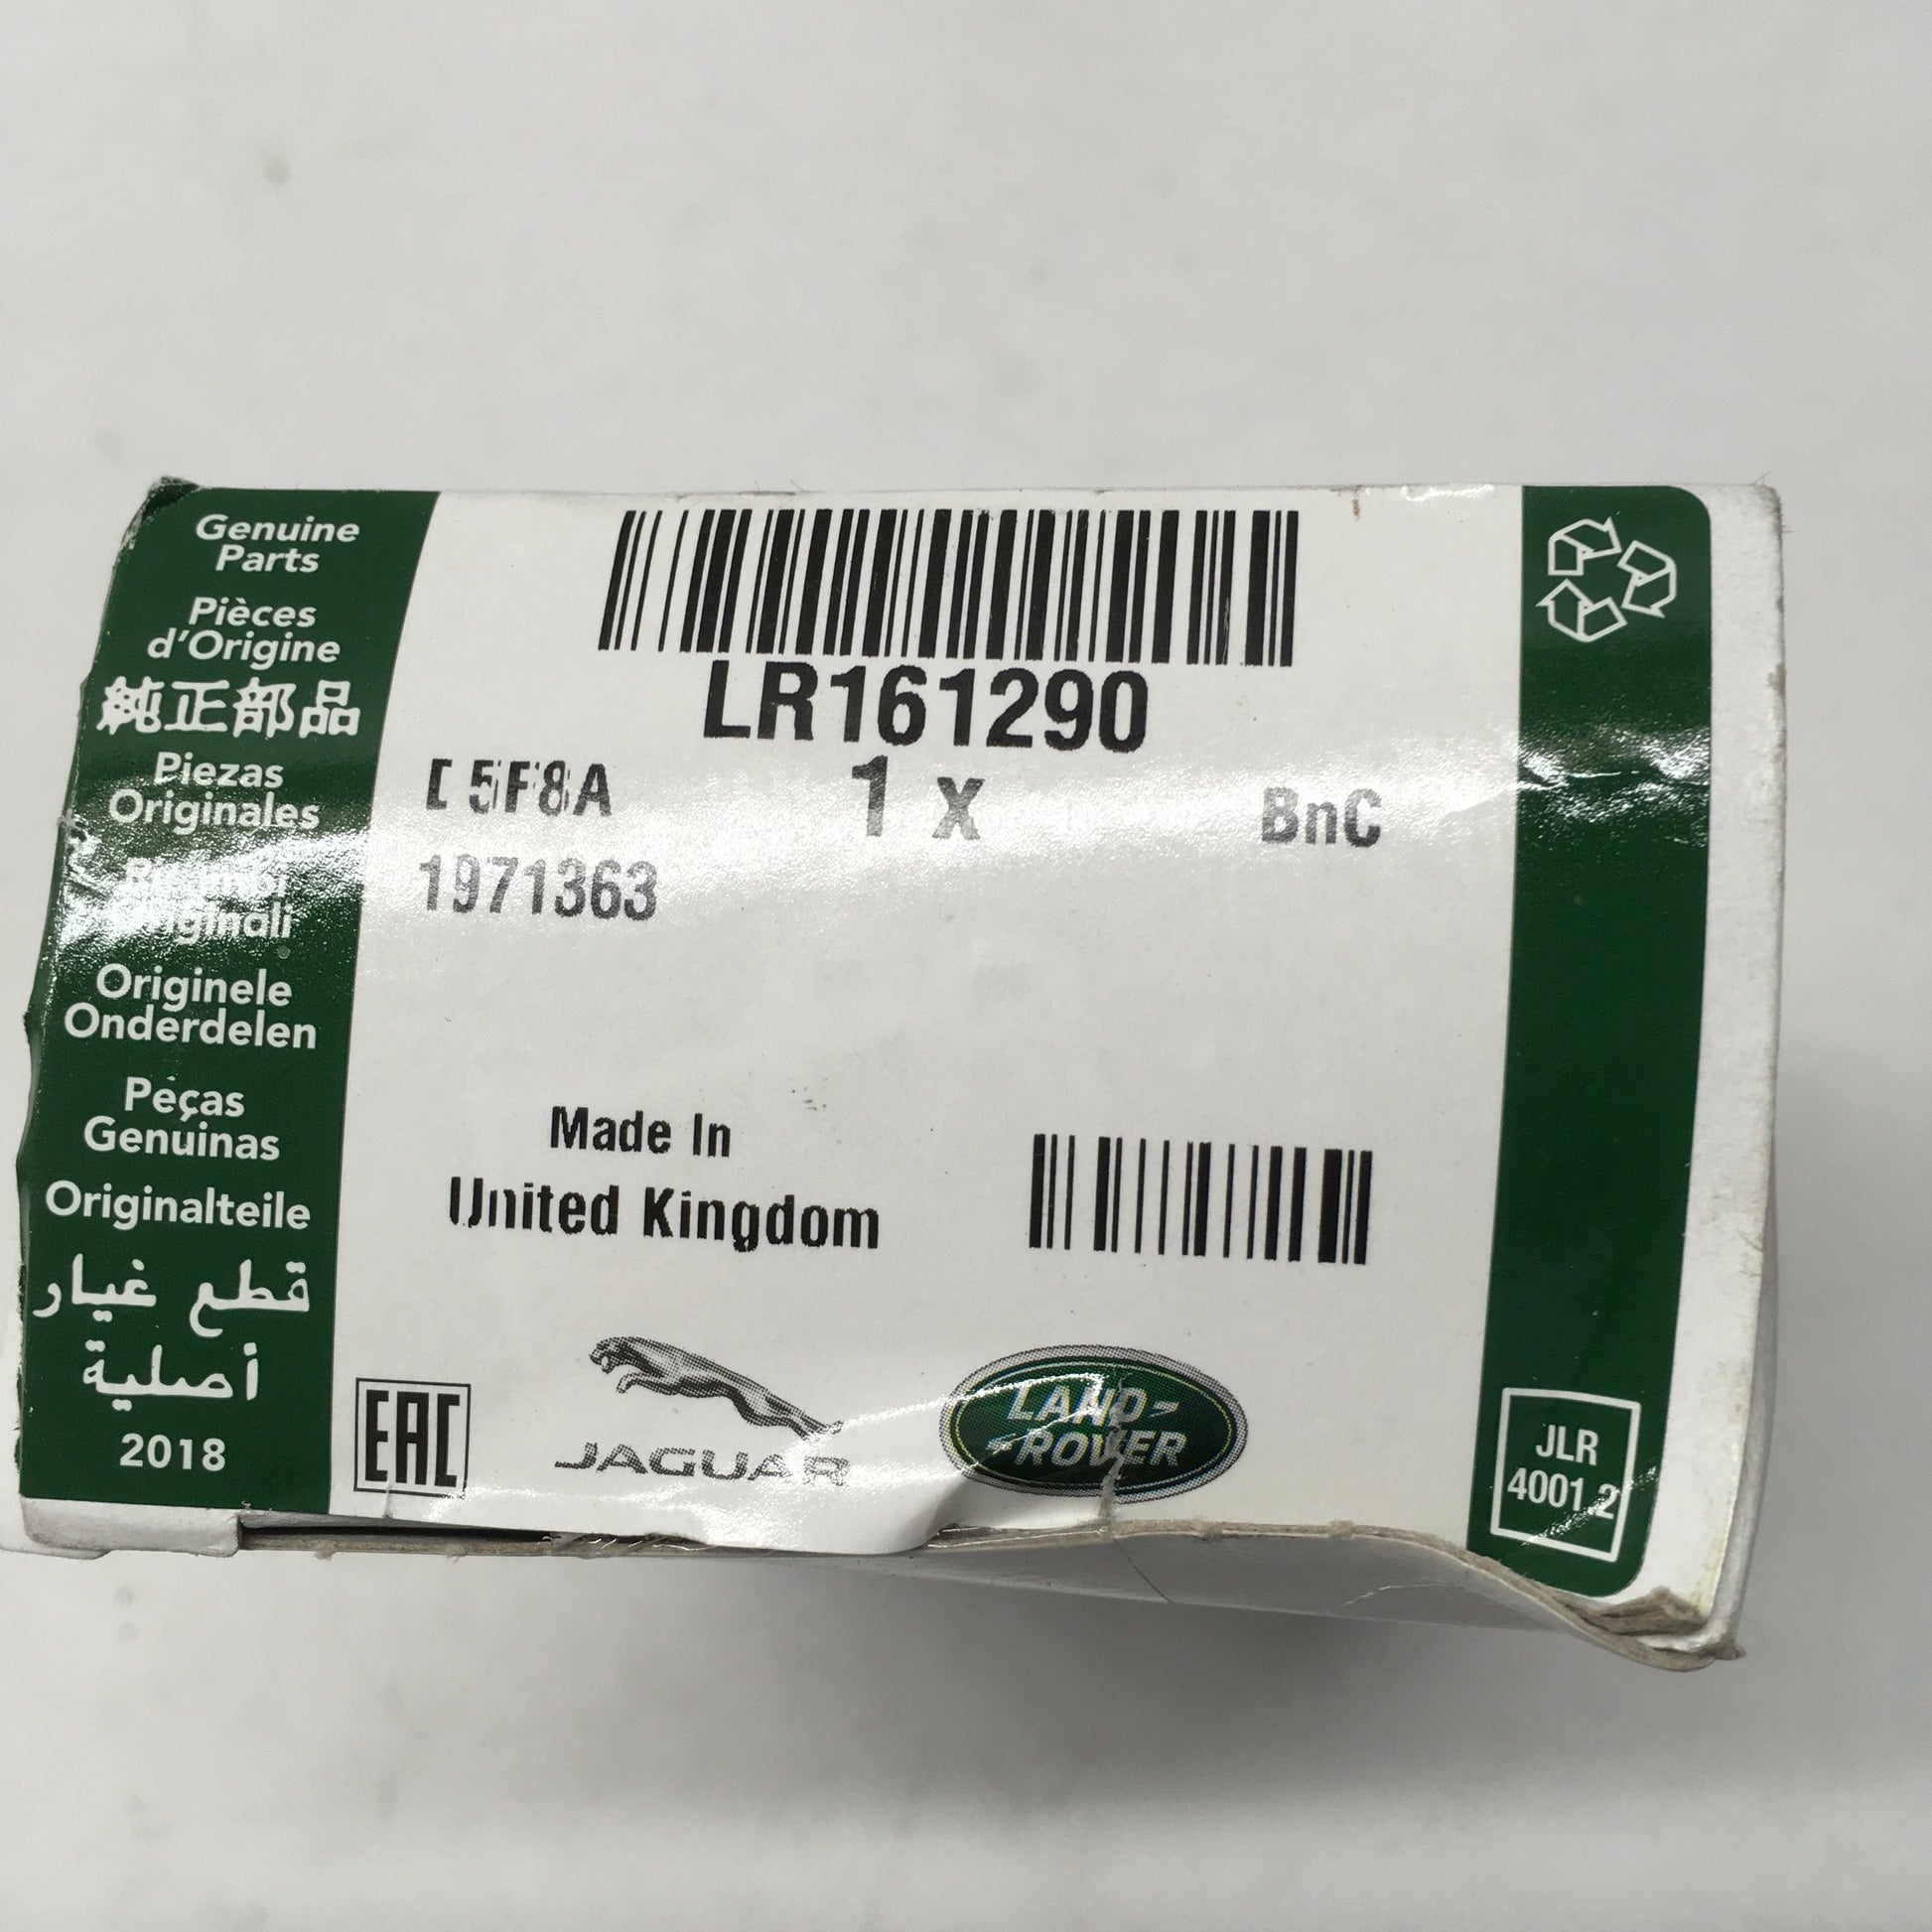 Genuine
Parts
Pièces
d'Origine
純正部品
Piezas
Originales
Originele
Onderdelen
Peças
Genuinas
Originalteile
قطع غيار
أصلية
2018
LR161290
5F8A
1 x
BnC
1971363
Made In
United Kingdom
EAC
JAGUAR
LAND-
-ROVER
JLR
4001.2